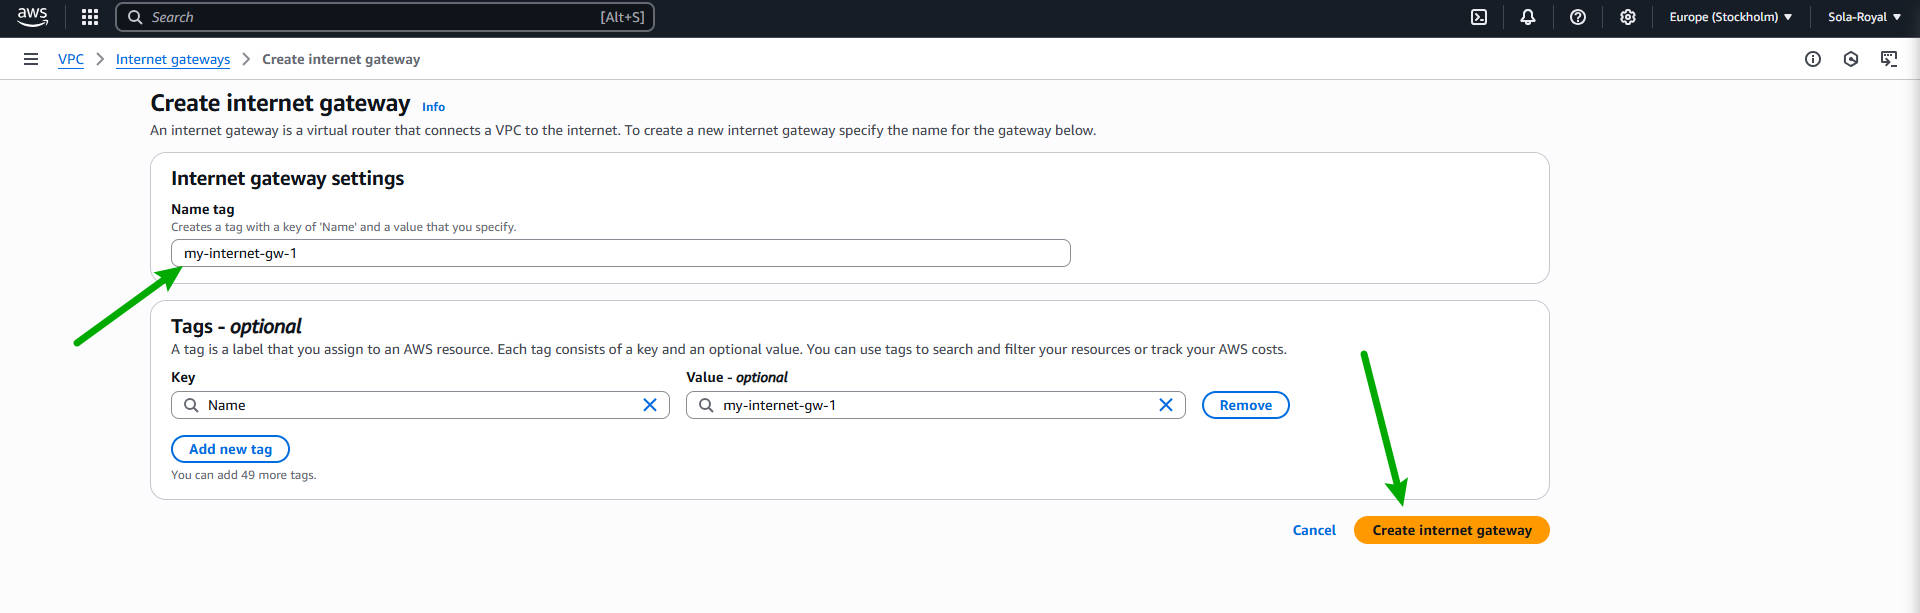 aws Search [Alt+S] Europe (Stockholm) Sola-Royal
VPC Internet gateways Create internet gateway
Create internet gateway Info
An internet gateway is a virtual router that connects a VPC to the internet. To create a new internet gateway specify the name for the gateway below.
Internet gateway settings
Name tag
Creates a tag with a key of 'Name' and a value that you specify.
my-internet-gw-1
Tags - optional
A tag is a label that you assign to an AWS resource. Each tag consists of a key and an optional value. You can use tags to search and filter your resources or track your AWS costs.
Key Value - optional
Name my-internet-gw-1 Remove
Add new tag
You can add 49 more tags.
Cancel Create internet gateway